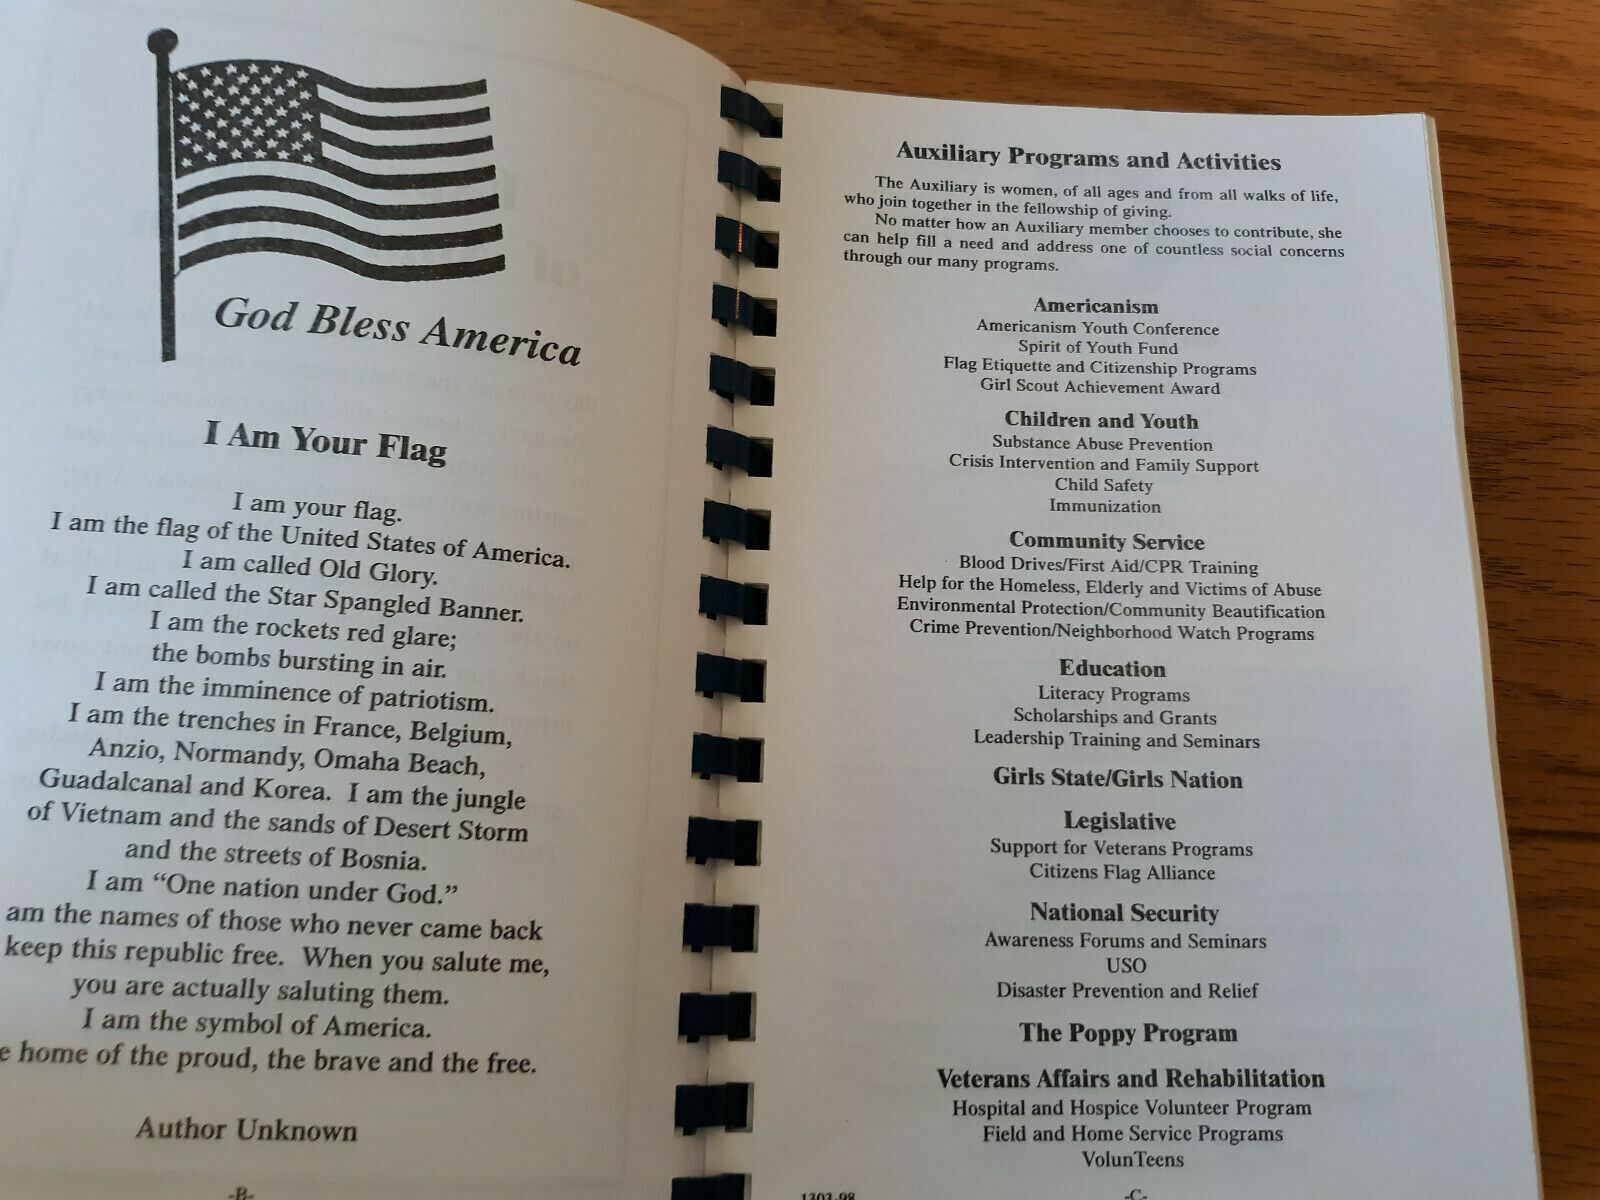 God Bless America
I Am Your Flag
I am your flag.
I am the flag of the United States of America.
I am called Old Glory.
I am called the Star Spangled Banner.
I am the rockets red glare;
the bombs bursting in air.
I am the imminence of patriotism.
I am the trenches in France, Belgium,
Anzio, Normandy, Omaha Beach,
Guadalcanal and Korea. I am the jungle
of Vietnam and the sands of Desert Storm
and the streets of Bosnia.
I am “One nation under God.”
am the names of those who never came back
keep this republic free. When you salute me,
you are actually saluting them.
I am the symbol of America.
e home of the proud, the brave and the free.
Author Unknown
-B-
Auxiliary Programs and Activities
The Auxiliary is women, of all ages and from all walks of life,
who join together in the fellowship of giving.
No matter how an Auxiliary member chooses to contribute, she
can help fill a need and address one of countless social concerns
through our many programs.
Americanism
Americanism Youth Conference
Spirit of Youth Fund
Flag Etiquette and Citizenship Programs
Girl Scout Achievement Award
Children and Youth
Substance Abuse Prevention
Crisis Intervention and Family Support
Child Safety
Immunization
Community Service
Blood Drives/First Aid/CPR Training
Help for the Homeless, Elderly and Victims of Abuse
Environmental Protection/Community Beautification
Crime Prevention/Neighborhood Watch Programs
Education
Literacy Programs
Scholarships and Grants
Leadership Training and Seminars
Girls State/Girls Nation
Legislative
Support for Veterans Programs
Citizens Flag Alliance
National Security
Awareness Forums and Seminars
USO
Disaster Prevention and Relief
The Poppy Program
Veterans Affairs and Rehabilitation
Hospital and Hospice Volunteer Program
Field and Home Service Programs
VolunTeens
1303-98
-C-